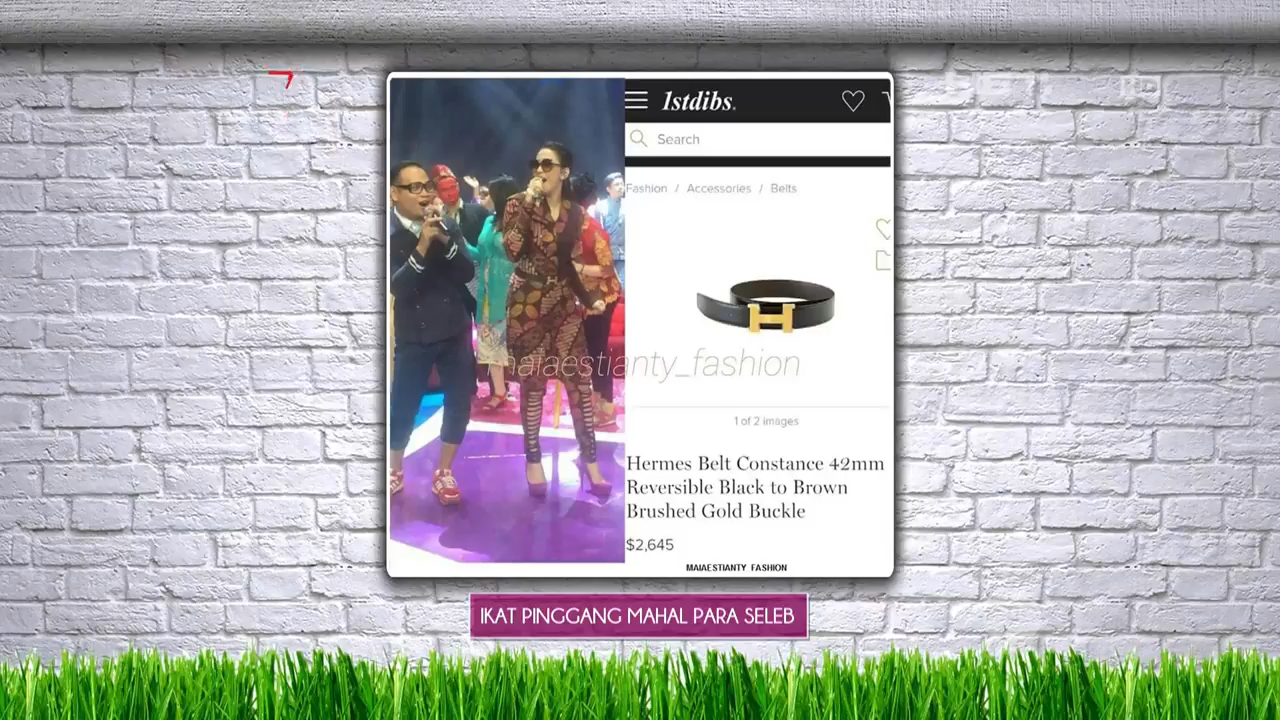 1stdibs.
Search
Fashion / Accessories / Belts
maiaestianty_fashion
1 of 2 images
Hermes Belt Constance 42mm
Reversible Black to Brown
Brushed Gold Buckle
$2,645
MAIAESTIANTY FASHION
IKAT PINGGANG MAHAL PARA SELEB